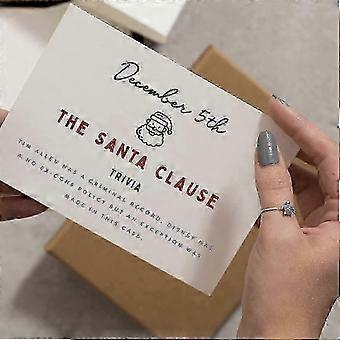 December 5th
THE SANTA CLAUSE
TRIVIA
TIM ALLEN HAS A CRIMINAL RECORD. DISNEY HAS
A NO EX-CONS POLICY BUT AN EXCEPTION WAS
MADE IN THIS CASE.